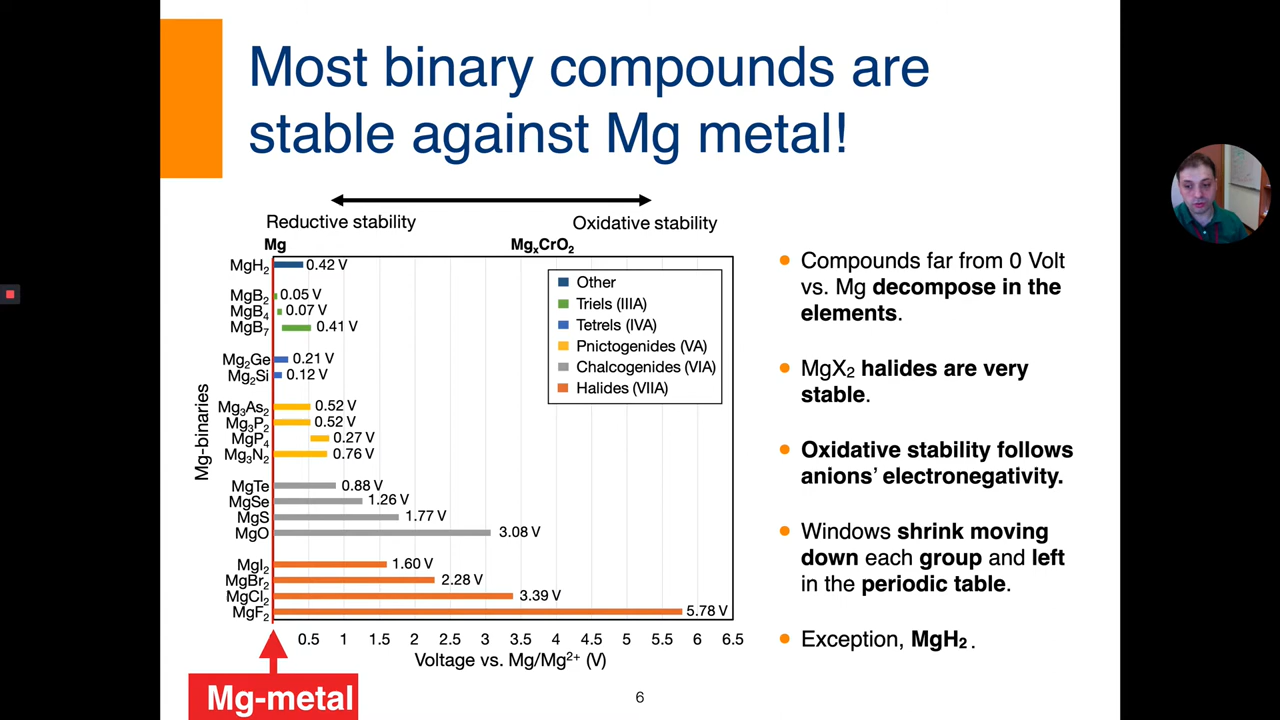 Most binary compounds are
stable against Mg metal!
Reductive stability
Oxidative stability
Mg
MgₓCrO₂
MgH₂ 0.42 V
MgB₂ 0.05 V
MgB₄ 0.07 V
MgB₇ 0.41 V
Mg₂Ge 0.21 V
Mg₂Si 0.12 V
Mg₃As₂ 0.52 V
Mg₃P₂ 0.52 V
MgP₄ 0.27 V
Mg₃N₂ 0.76 V
MgTe 0.88 V
MgSe 1.26 V
MgS 1.77 V
MgO 3.08 V
MgI₂ 1.60 V
MgBr₂ 2.28 V
MgCl₂ 3.39 V
MgF₂ 5.78 V
Mg-binaries
Other
Triels (IIIA)
Tetrels (IVA)
Pnictogenides (VA)
Chalcogenides (VIA)
Halides (VIIA)
0.5 1 1.5 2 2.5 3 3.5 4 4.5 5 5.5 6 6.5
Voltage vs. Mg/Mg²⁺ (V)
Mg-metal
• Compounds far from 0 Volt
vs. Mg decompose in the
elements.
• MgX₂ halides are very
stable.
• Oxidative stability follows
anions’ electronegativity.
• Windows shrink moving
down each group and left
in the periodic table.
• Exception, MgH₂ .
6